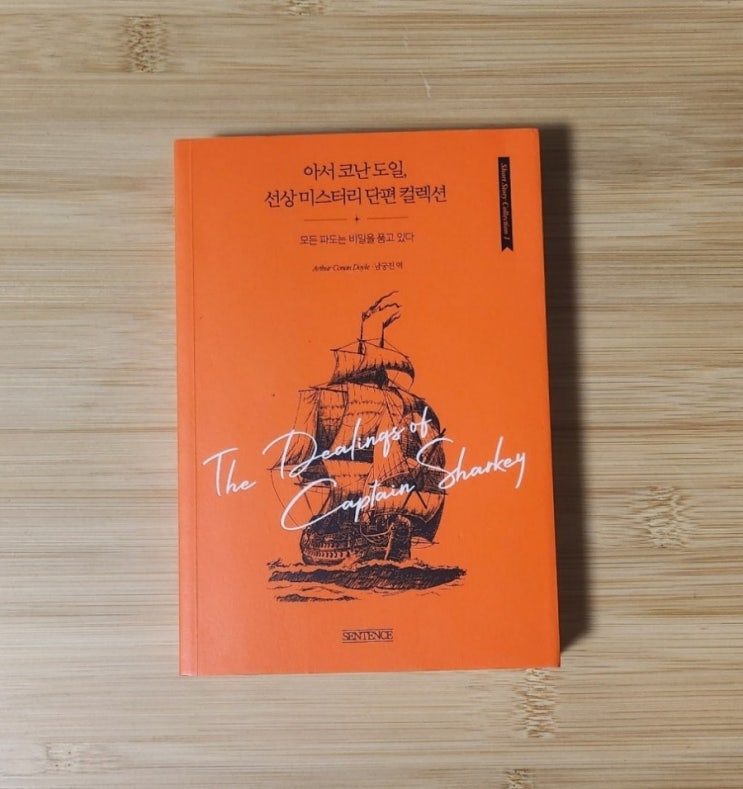 아서 코난 도일,
선상 미스터리 단편 컬렉션
모든 파도는 비밀을 품고 있다
Arthur Conan Doyle · 남궁진 역
Short Story Collection 1
The Dealings of
Captain Sharkey
SENTENCE